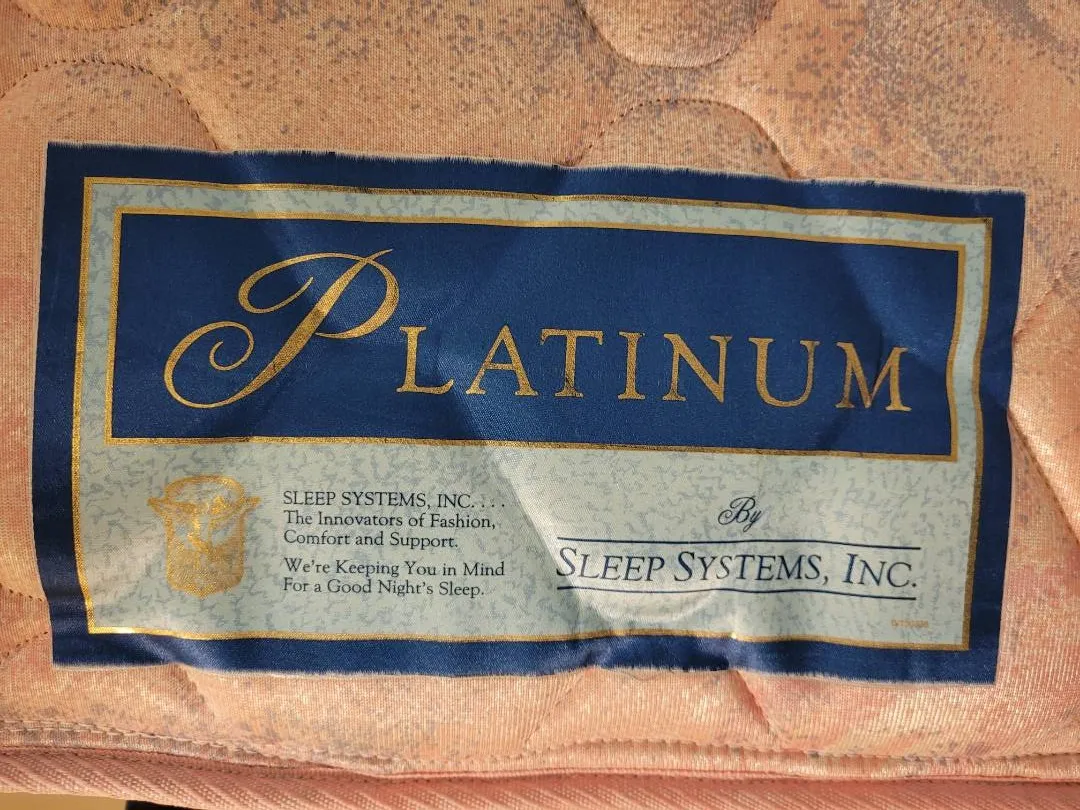 PLATINUM
SLEEP SYSTEMS, INC. . . .
The Innovators of Fashion,
Comfort and Support.
We're Keeping You in Mind
For a Good Night's Sleep.
By
SLEEP SYSTEMS, INC.